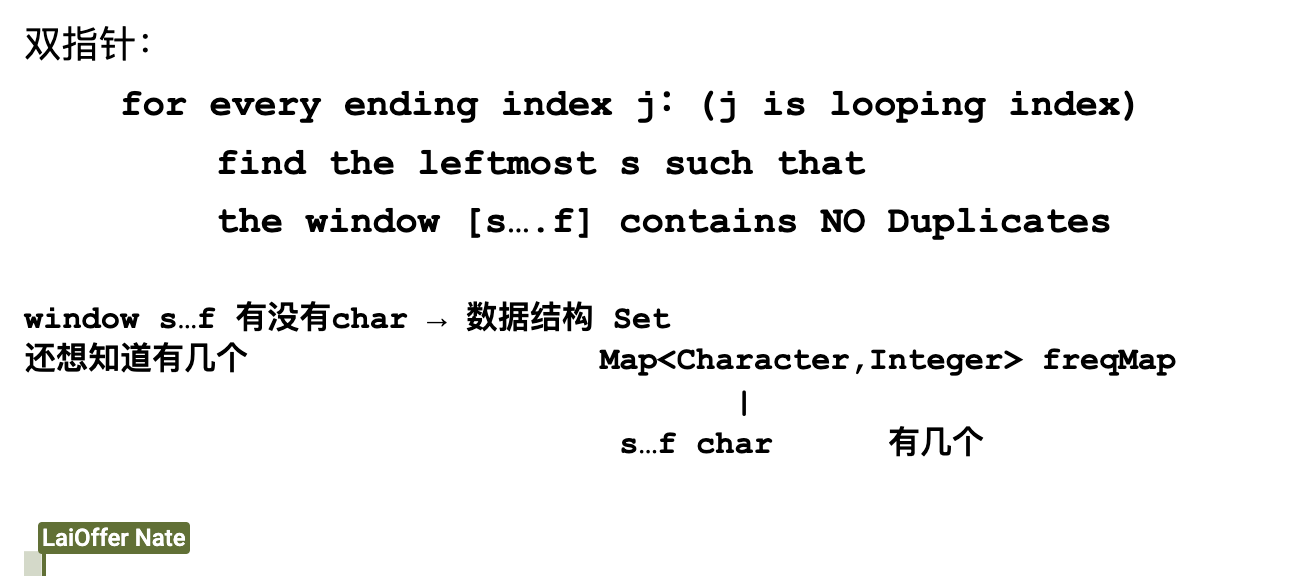 双指针：
for every ending index j: (j is looping index)
find the leftmost s such that
the window [s….f] contains NO Duplicates
window s…f 有没有char → 数据结构 Set
还想知道有几个 Map<Character,Integer> freqMap
|
s…f char 有几个
LaiOffer Nate